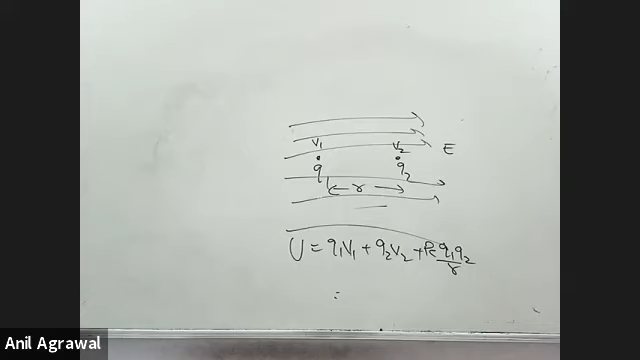 V₁ V₂ E
q₁ q₂
r
U = q₁V₁ + q₂V₂ + k q₁q₂/r
=
Anil Agrawal